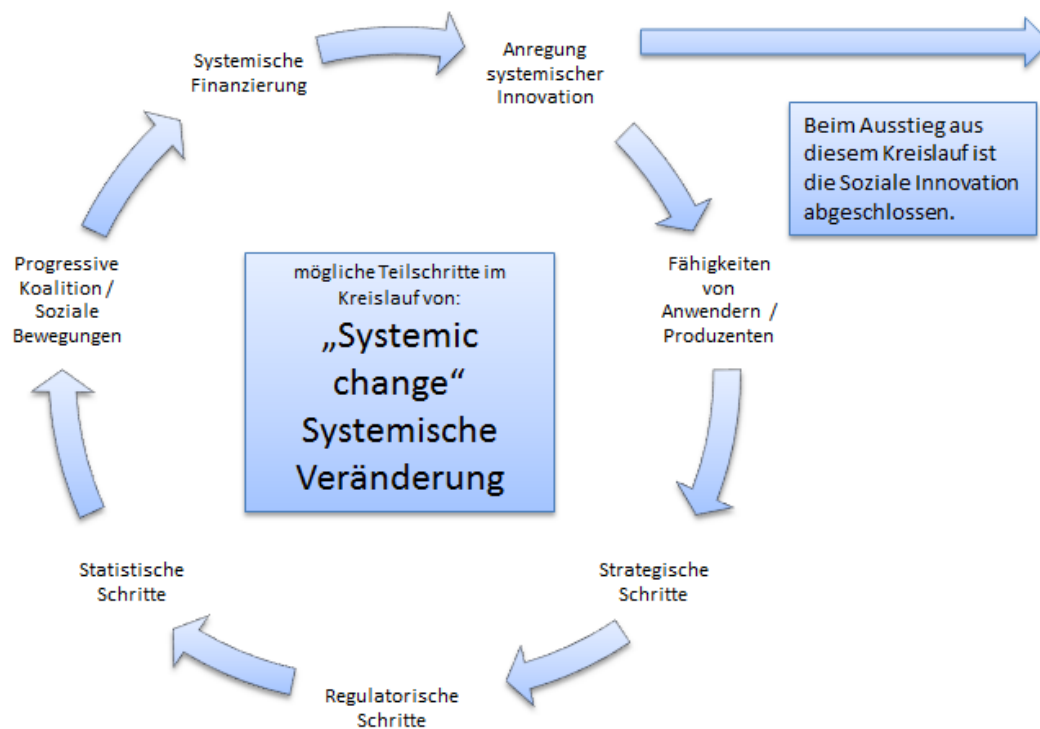 Systemische
Finanzierung
Anregung
systemischer
Innovation
Beim Ausstieg aus
diesem Kreislauf ist
die Soziale Innovation
abgeschlossen.
Fähigkeiten
von
Anwendern /
Produzenten
Strategische
Schritte
Regulatorische
Schritte
Statistische
Schritte
Progressive
Koalition /
Soziale
Bewegungen
mögliche Teilschritte im
Kreislauf von:
„Systemic
change“
Systemische
Veränderung